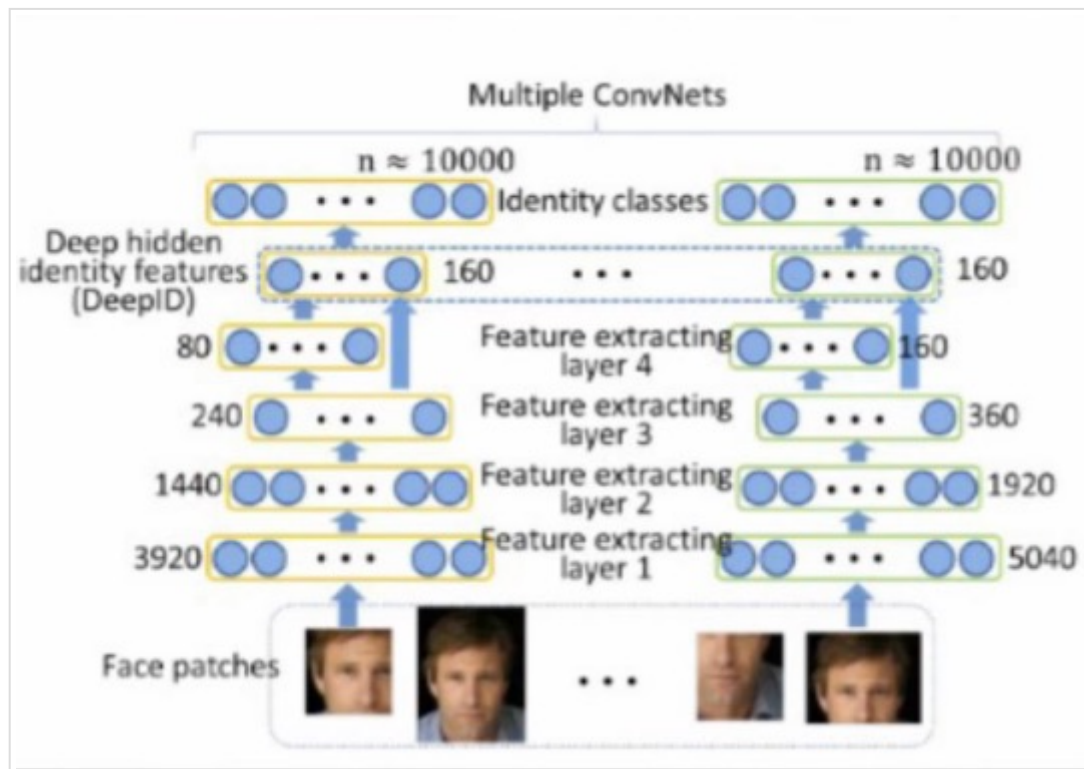 Multiple ConvNets
n ≈ 10000
n ≈ 10000
Identity classes
Deep hidden
identity features
(DeepID)
160
• • •
160
80
Feature extracting
layer 4
160
240
Feature extracting
layer 3
360
1440
Feature extracting
layer 2
1920
3920
Feature extracting
layer 1
5040
Face patches
• • •